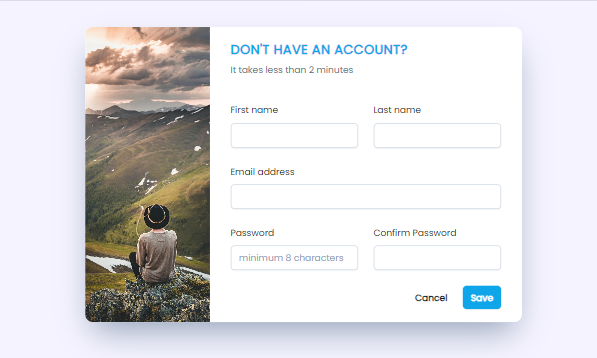 DON'T HAVE AN ACCOUNT?
It takes less than 2 minutes
First name Last name
Email address
Password Confirm Password
minimum 8 characters
Cancel Save